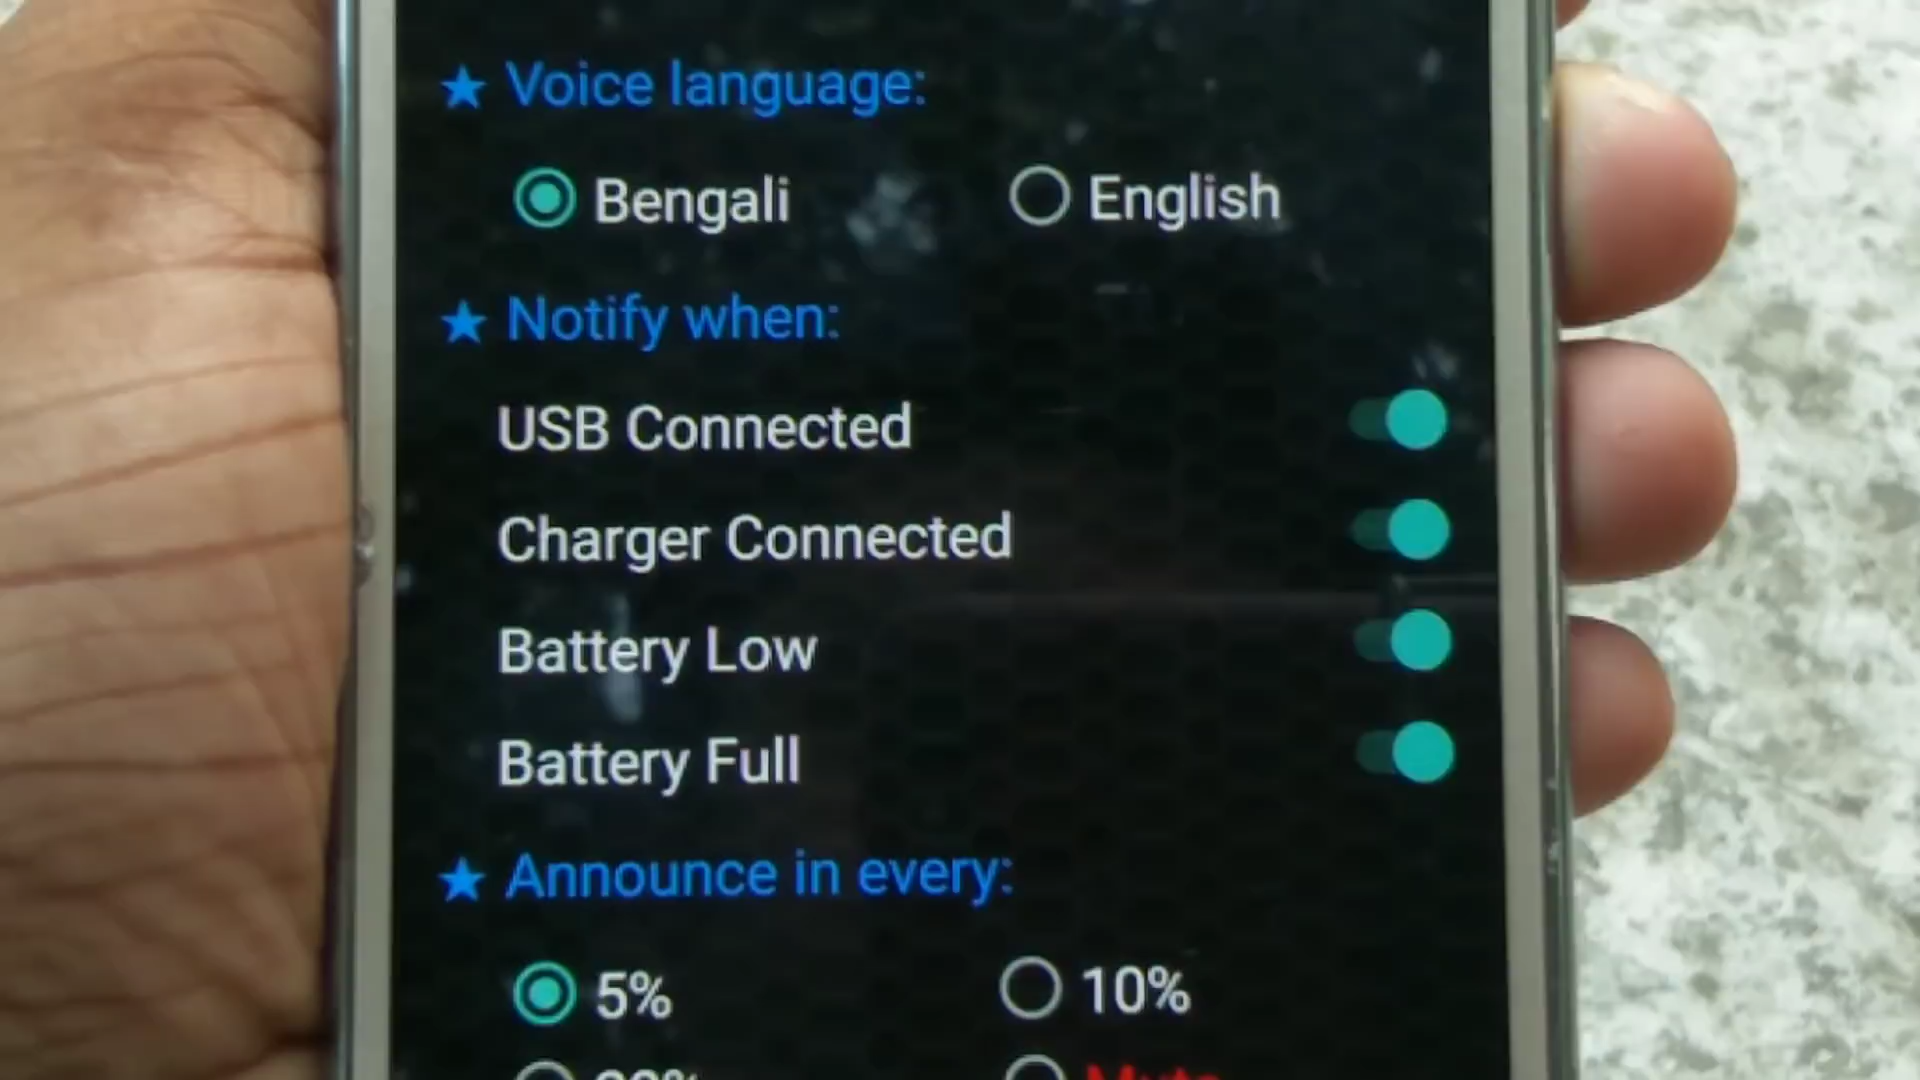 ★ Voice language:
Bengali English
★ Notify when:
USB Connected
Charger Connected
Battery Low
Battery Full
★ Announce in every:
5% 10%
Mute